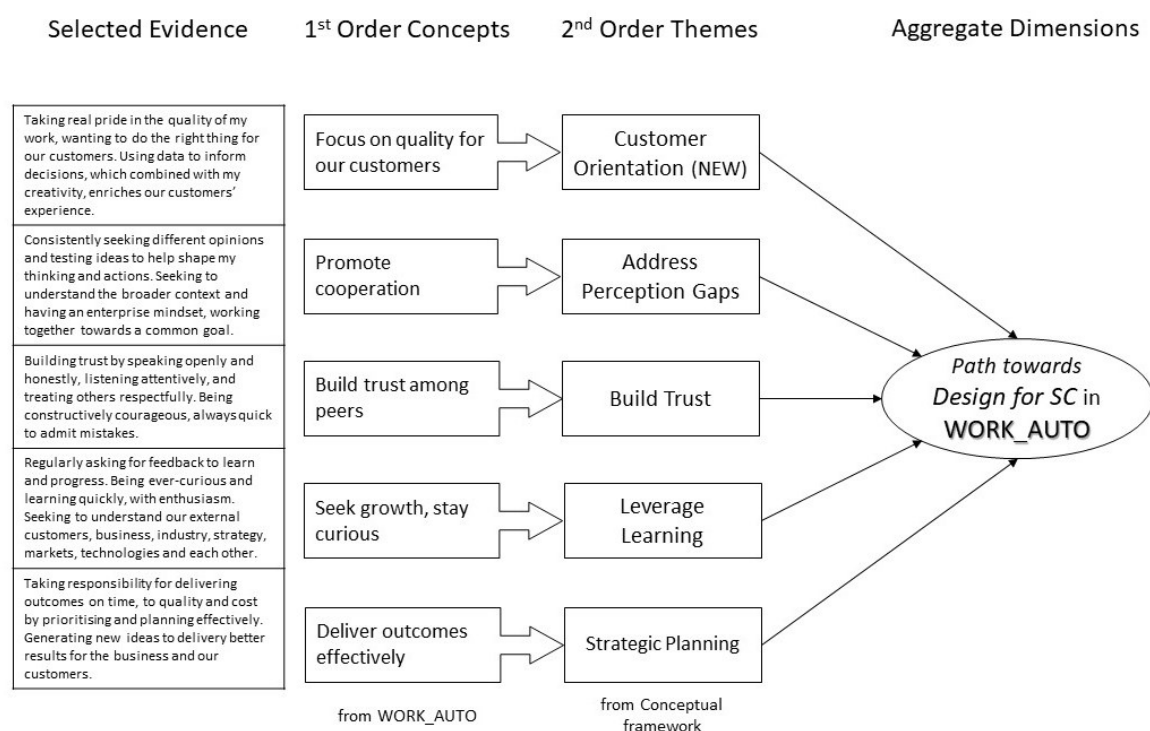 Selected Evidence
1st Order Concepts
2nd Order Themes
Aggregate Dimensions
Taking real pride in the quality of my
work, wanting to do the right thing for
our customers. Using data to inform
decisions, which combined with my
creativity, enriches our customers’
experience.
Focus on quality for
our customers
Customer
Orientation (NEW)
Consistently seeking different opinions
and testing ideas to help shape my
thinking and actions. Seeking to
understand the broader context and
having an enterprise mindset, working
together towards a common goal.
Promote
cooperation
Address
Perception Gaps
Building trust by speaking openly and
honestly, listening attentively, and
treating others respectfully. Being
constructively courageous, always quick
to admit mistakes.
Build trust among
peers
Build Trust
Path towards
Design for SC in
WORK_AUTO
Regularly asking for feedback to learn
and progress. Being ever-curious and
learning quickly, with enthusiasm.
Seeking to understand our external
customers, business, industry, strategy,
markets, technologies and each other.
Seek growth, stay
curious
Leverage
Learning
Taking responsibility for delivering
outcomes on time, to quality and cost
by prioritising and planning effectively.
Generating new ideas to delivery better
results for the business and our
customers.
Deliver outcomes
effectively
Strategic Planning
from WORK_AUTO
from Conceptual
framework